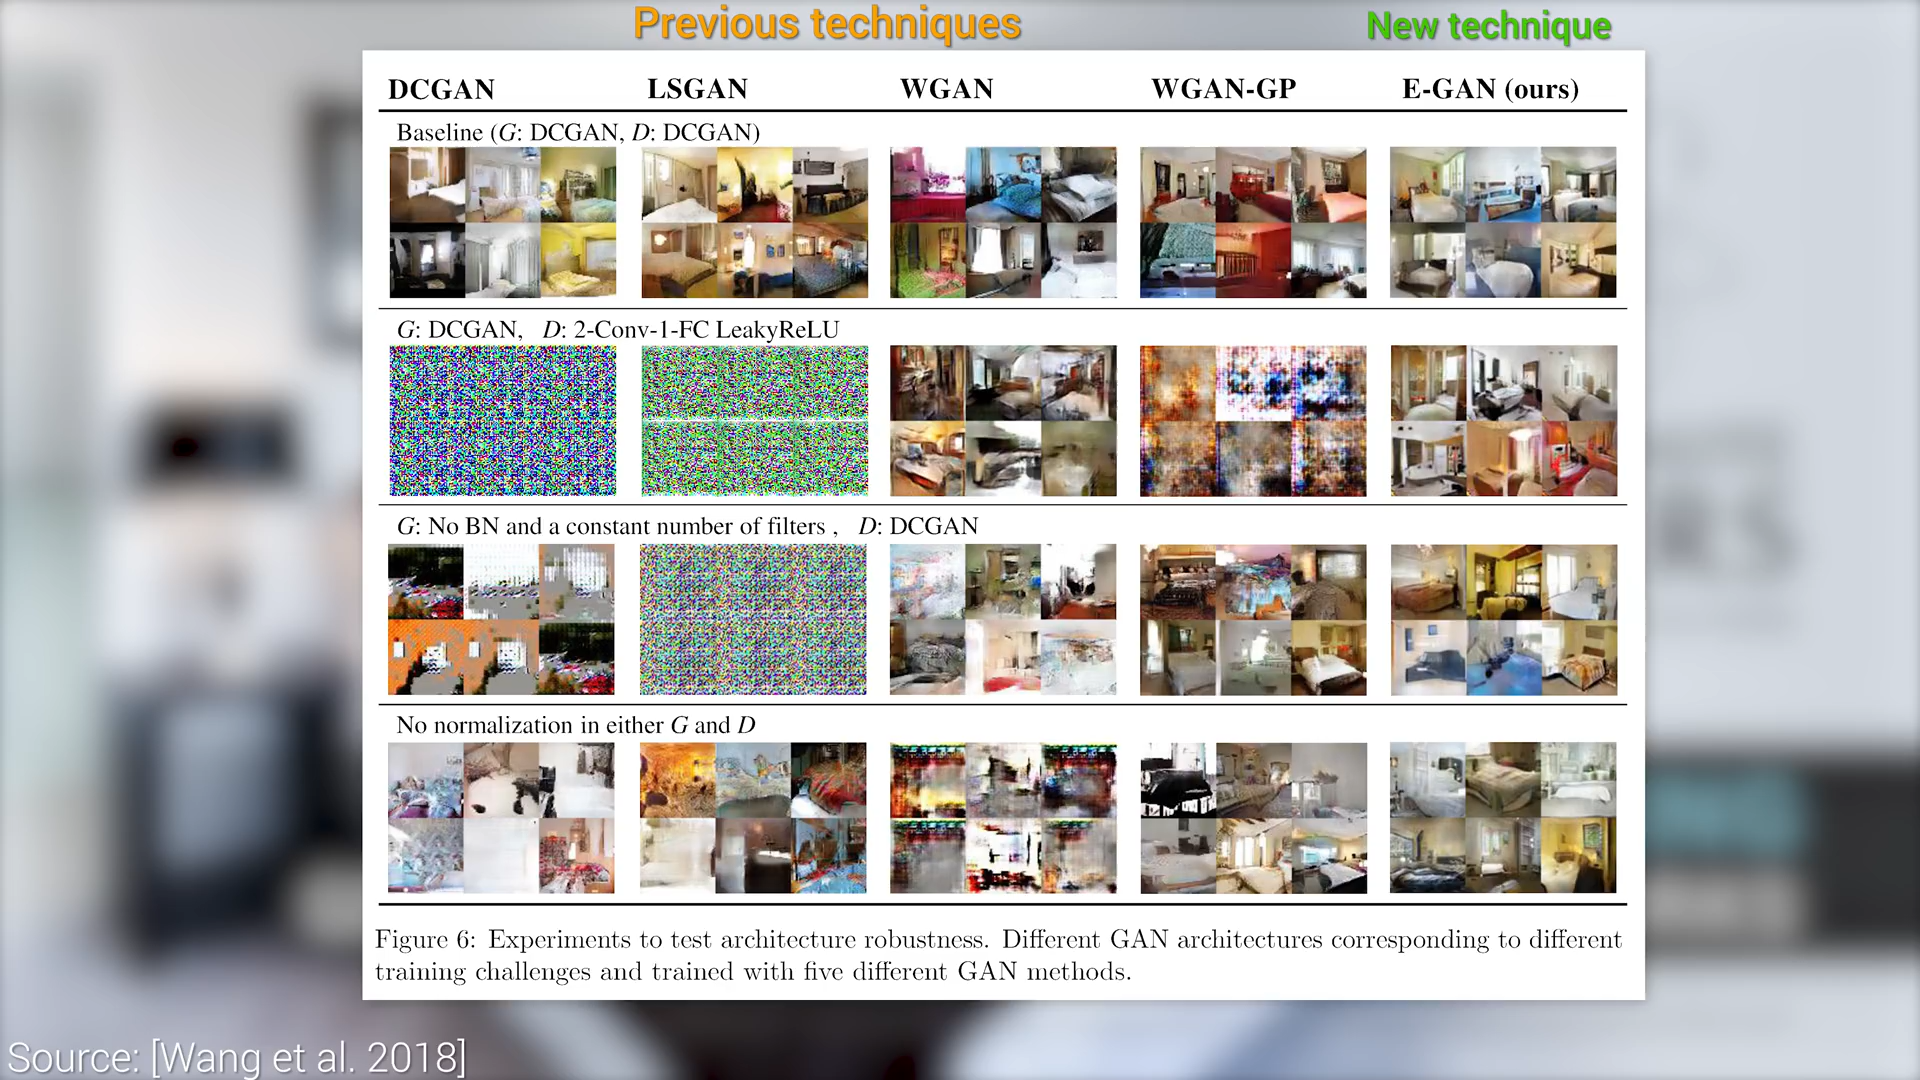 Previous techniques
New technique
DCGAN LSGAN WGAN WGAN-GP E-GAN (ours)
Baseline (G: DCGAN, D: DCGAN)
G: DCGAN, D: 2-Conv-1-FC LeakyReLU
G: No BN and a constant number of filters , D: DCGAN
No normalization in either G and D
Figure 6: Experiments to test architecture robustness. Different GAN architectures corresponding to different
training challenges and trained with five different GAN methods.
Source: [Wang et al. 2018]